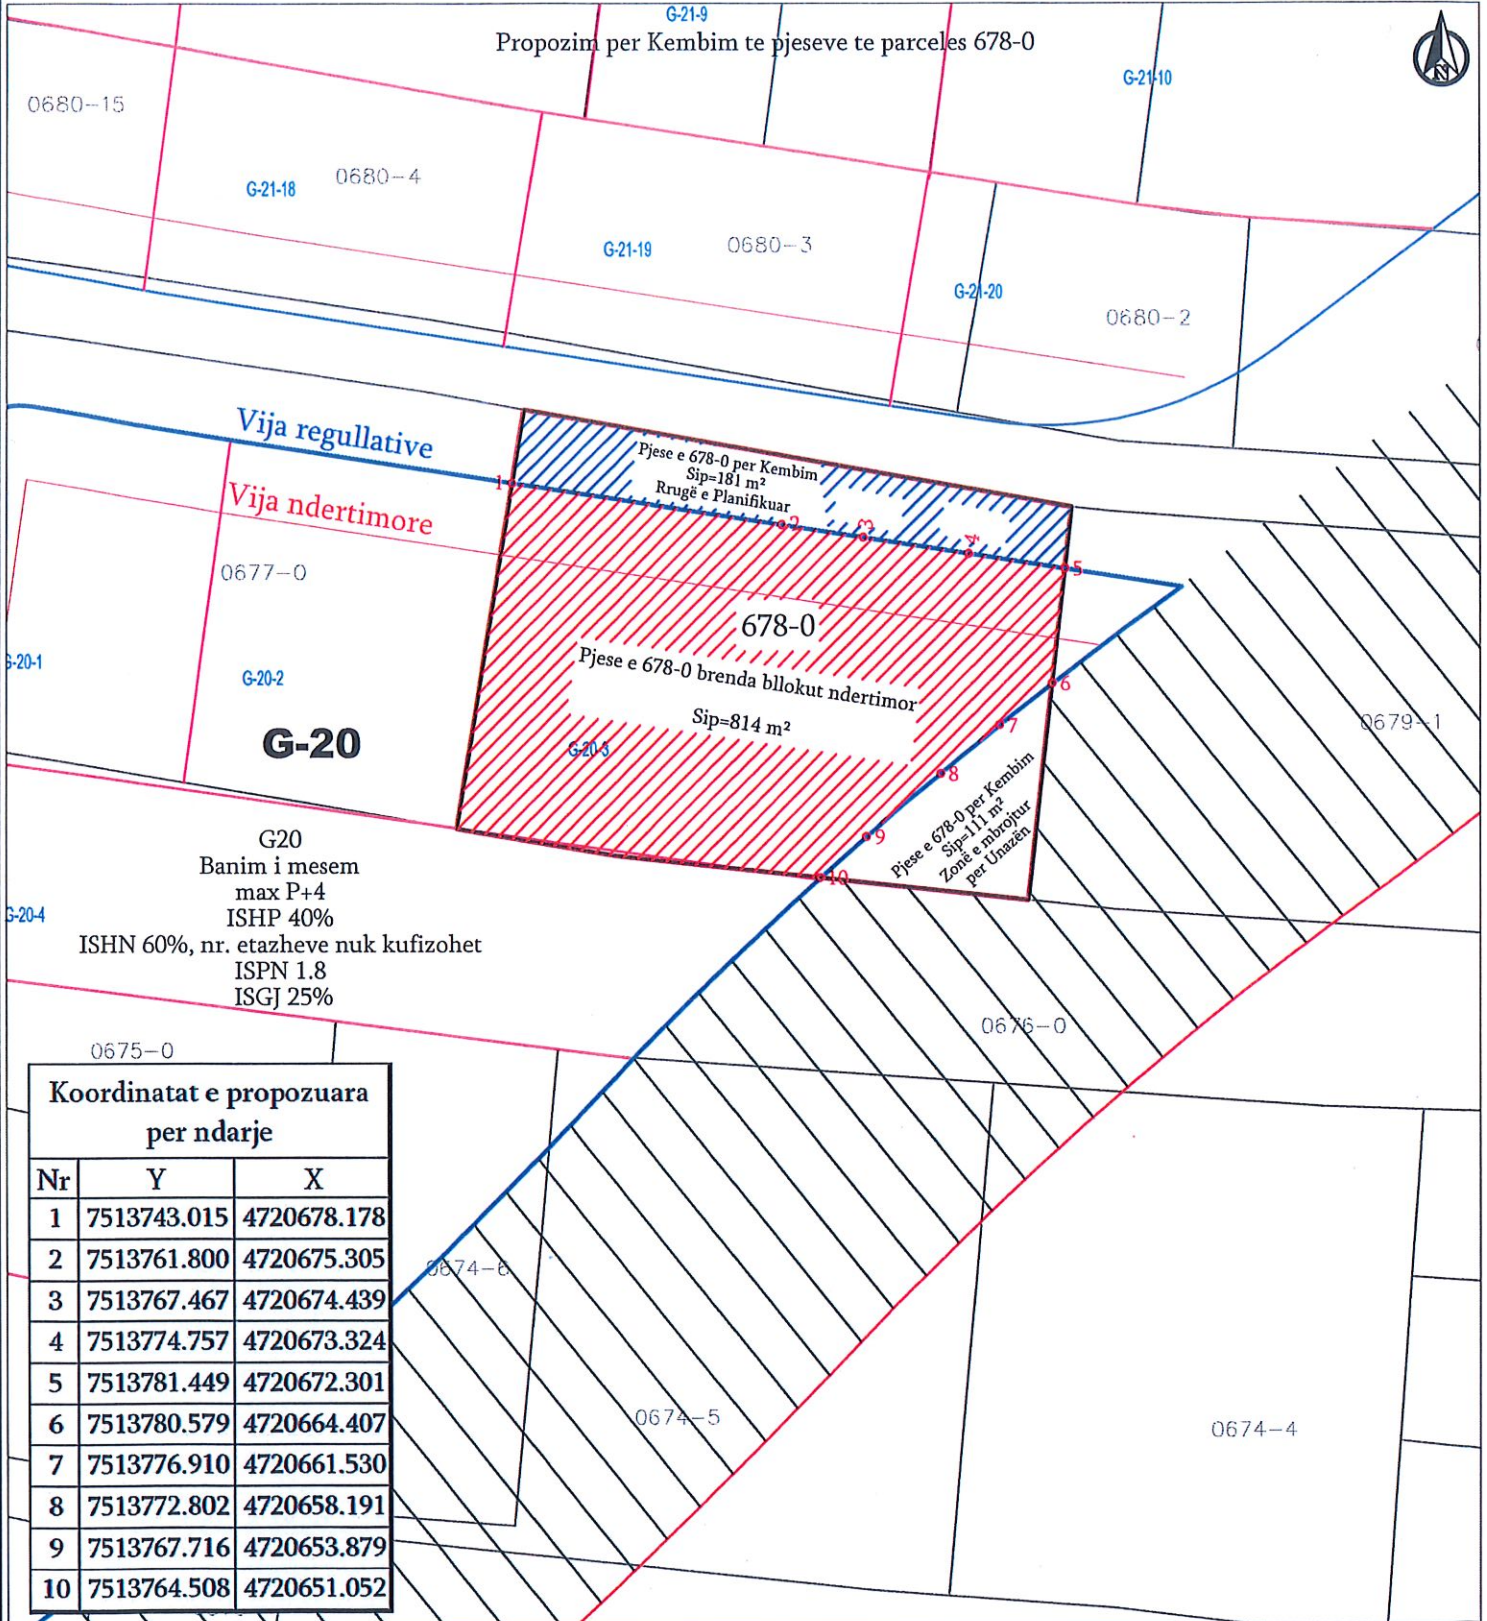 G-21-9
Propozim per Kembim te pjeseve te parceles 678-0
N
G-21-10
0680-15
0680-4
G-21-18
G-21-19
0680-3
G-21-20
0680-2
Vija regullative
Vija ndertimore
Pjese e 678-0 per Kembim
Sip=181 m²
Rrugë e Planifikuar
1
2
3
4
5
0677-0
678-0
Pjese e 678-0 brenda bllokut ndertimor
Sip=814 m²
G-20-1
G-20-2
G-20
G-20-3
6
7
8
9
10
0679-1
Pjese e 678-0 per Kembim
Sip=111 m²
Zonë e mbrojtur
per Unazën
G20
Banim i mesem
max P+4
ISHP 40%
ISHN 60%, nr. etazheve nuk kufizohet
ISPN 1.8
ISGJ 25%
G-20-4
0676-0
0675-0
Koordinatat e propozuara
per ndarje
Nr Y X
1 7513743.015 4720678.178
2 7513761.800 4720675.305
3 7513767.467 4720674.439
4 7513774.757 4720673.324
5 7513781.449 4720672.301
6 7513780.579 4720664.407
7 7513776.910 4720661.530
8 7513772.802 4720658.191
9 7513767.716 4720653.879
10 7513764.508 4720651.052
0674-6
0674-5
0674-4